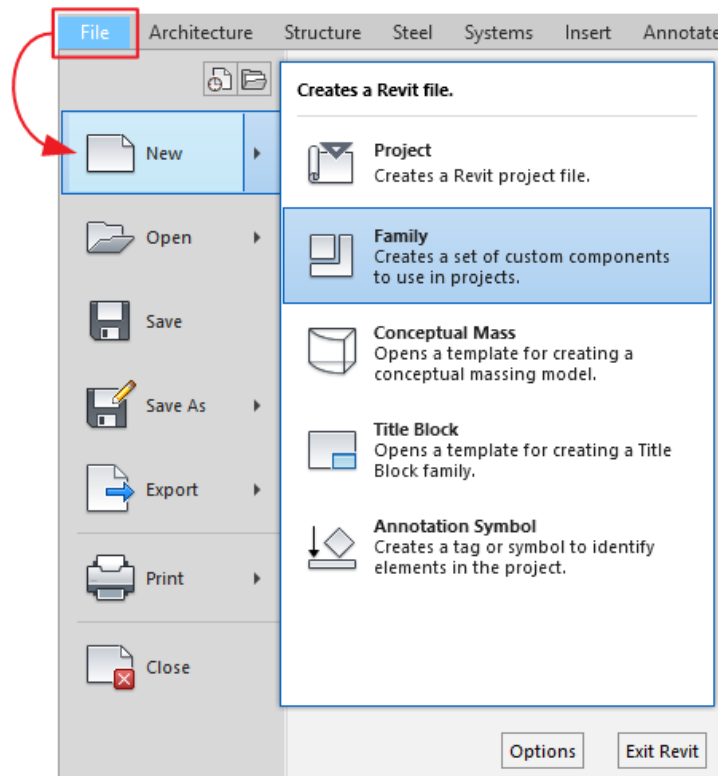 File Architecture Structure Steel Systems Insert Annotate
Creates a Revit file.
New
Project
Creates a Revit project file.
Open
Family
Creates a set of custom components
to use in projects.
Save
Conceptual Mass
Opens a template for creating a
conceptual massing model.
Save As
Title Block
Opens a template for creating a Title
Block family.
Export
Annotation Symbol
Creates a tag or symbol to identify
elements in the project.
Print
Close
Options Exit Revit